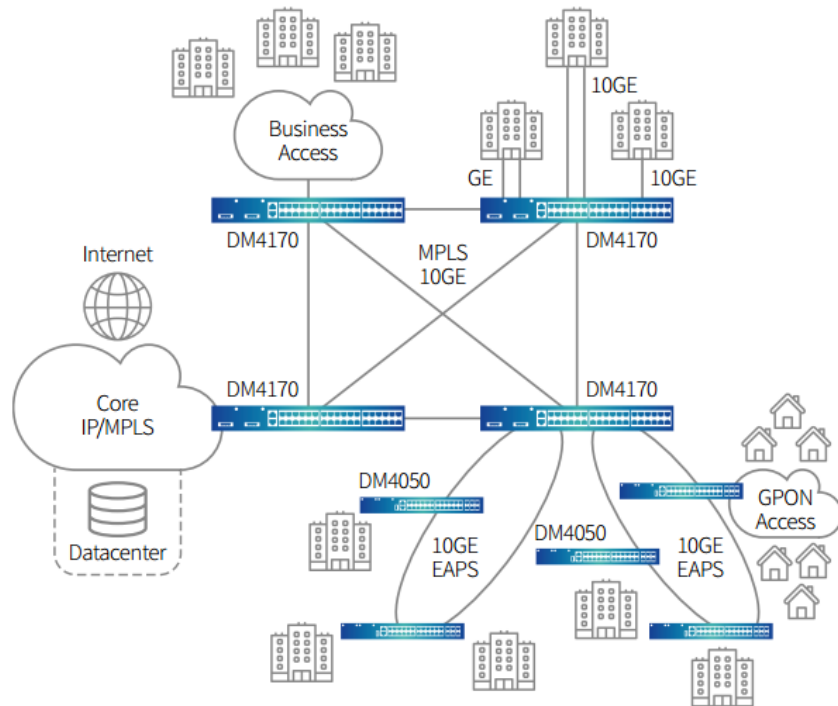 10GE
Business
Access
GE
10GE
DM4170
DM4170
MPLS
10GE
Internet
DM4170
DM4170
Core
IP/MPLS
DM4050
GPON
Access
Datacenter
10GE
EAPS
DM4050
10GE
EAPS